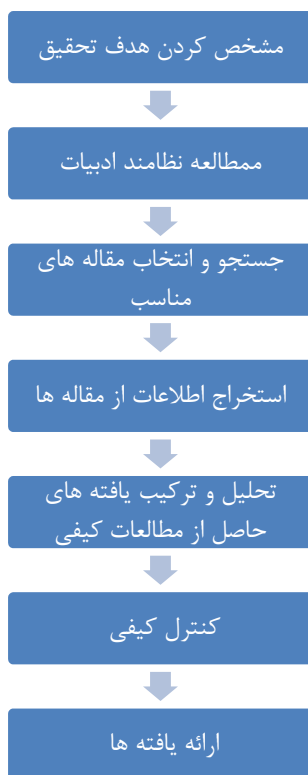 مشخص کردن هدف تحقیق
ممطالعه نظامند ادبیات
جستجو و انتخاب مقاله های
مناسب
استخراج اطلاعات از مقاله ها
تحلیل و ترکیب یافته های
حاصل از مطالعات کیفی
کنترل کیفی
ارائه یافته ها